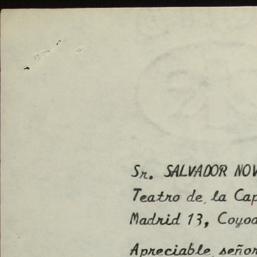 Sr. SALVADOR NOV
Teatro de la Cap
Madrid 13, Coyoa
Apreciable señor